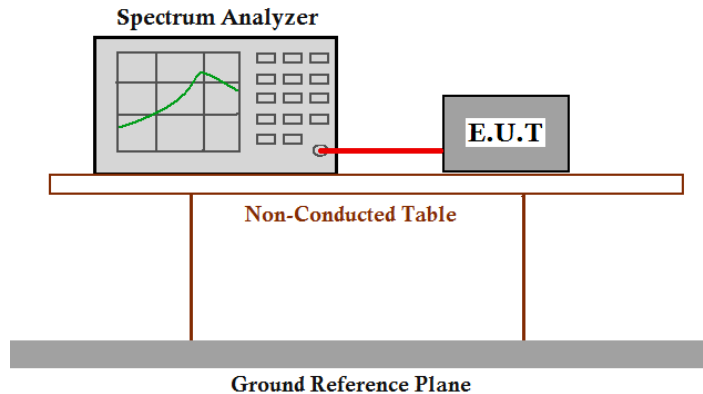 Spectrum Analyzer
E.U.T
Non-Conducted Table
Ground Reference Plane